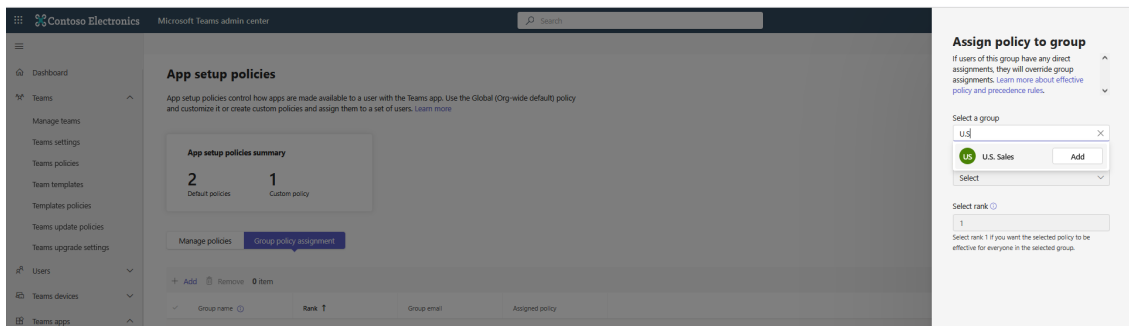 Contoso Electronics
Microsoft Teams admin center
Search
Dashboard
Teams
Manage teams
Teams settings
Teams policies
Team templates
Templates policies
Teams update policies
Teams upgrade settings
Users
Teams devices
Teams apps
App setup policies
App setup policies control how apps are made available to a user with the Teams app. Use the Global (Org-wide default) policy
and customize it or create custom policies and assign them to a set of users. Learn more
App setup policies summary
2
Default policies
1
Custom policy
Manage policies
Group policy assignment
+ Add
Remove
0 item
Group name
Rank ↑
Group email
Assigned policy
Assign policy to group
If users of this group have any direct
assignments, they will override group
assignments. Learn more about effective
policy and precedence rules.
Select a group
U.S
US
U.S. Sales
Add
Select
Select rank
1
Select rank 1 if you want the selected policy to be
effective for everyone in the selected group.